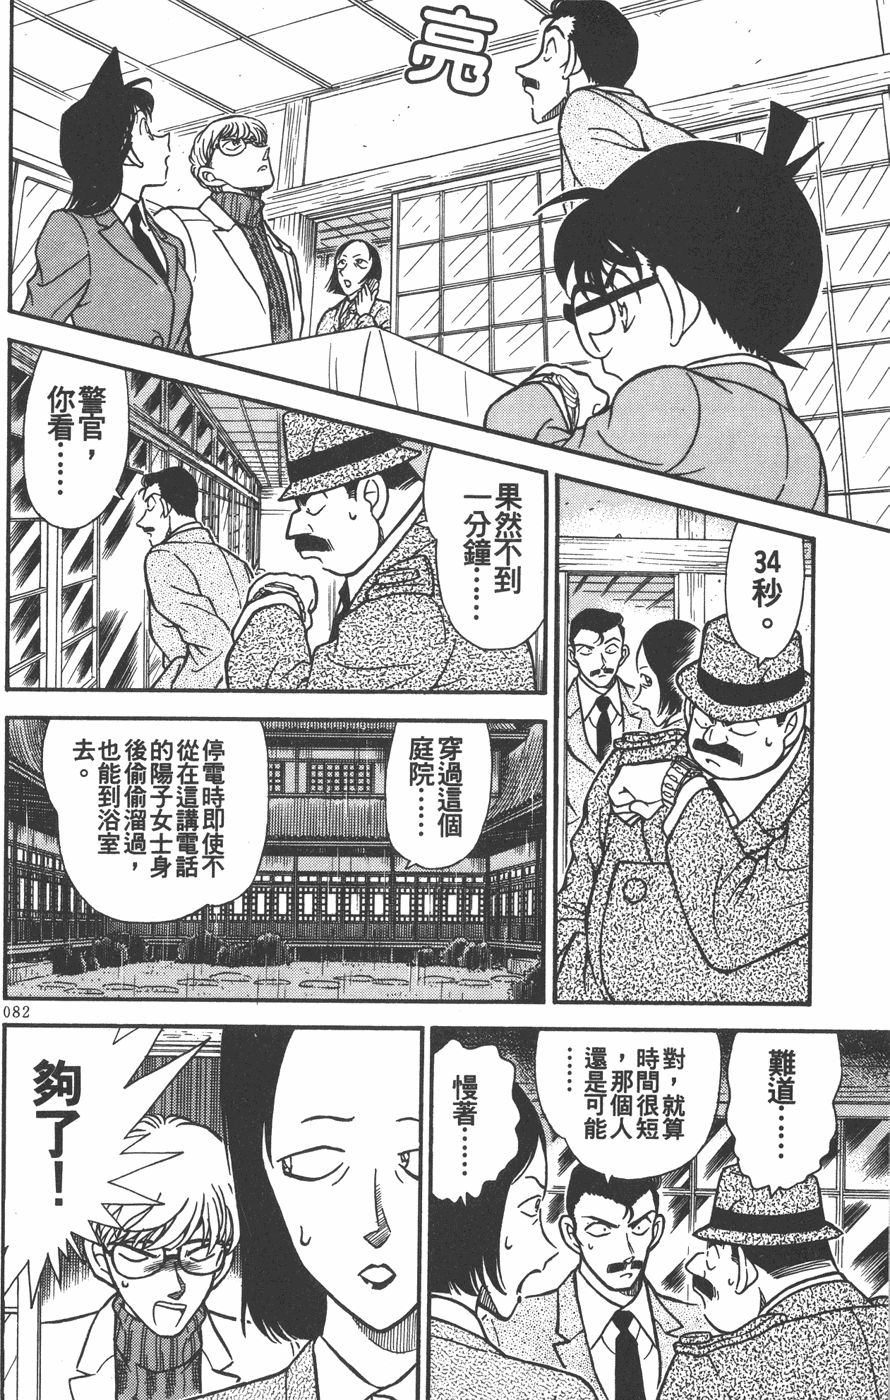 亮
34
秒。
果然不到
一分鐘……
警官，
你看……
穿過這個
庭院……
停電時即使不
從在這講電話
的陽子女士身
後偷偷溜過，
也能到浴室
去。
082
難道……
對，就算
時間很短
，那個人
還是可能
……
慢著……
夠了！